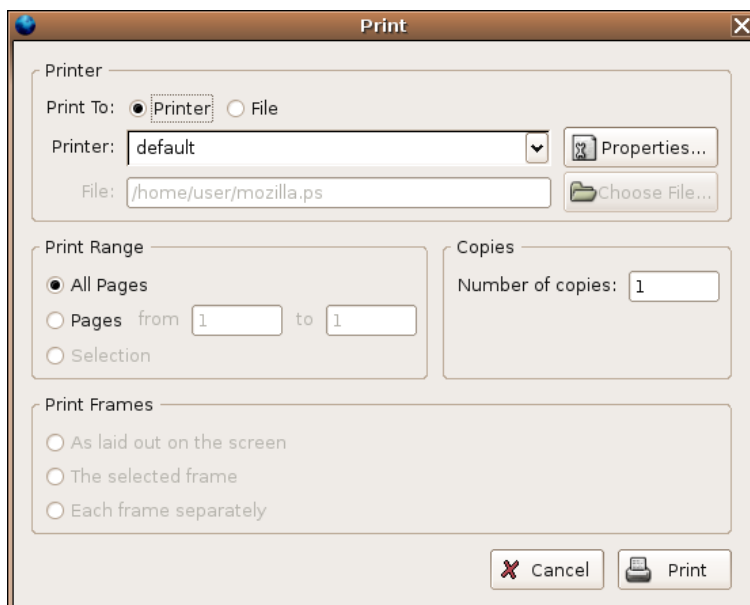 Print
Printer
Print To: Printer File
Printer: default Properties...
File: /home/user/mozilla.ps Choose File...
Print Range
All Pages
Pages from 1 to 1
Selection
Copies
Number of copies: 1
Print Frames
As laid out on the screen
The selected frame
Each frame separately
Cancel Print